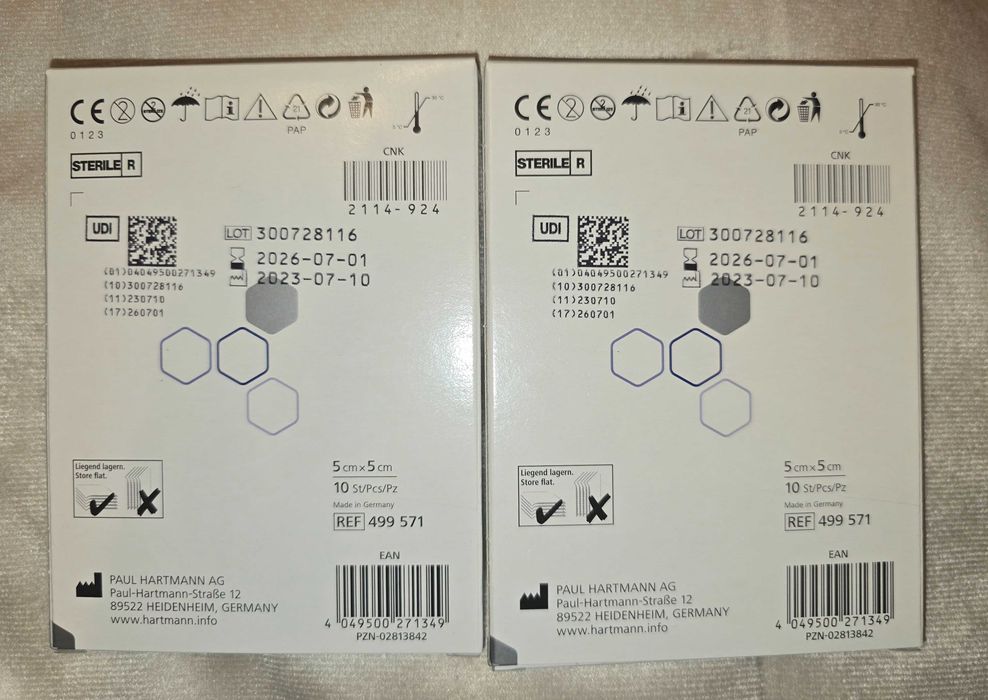 CE
0123
21
PAP
30 °C
5 °C
STERILE R
CNK
2114-924
UDI
LOT 300728116
2026-07-01
2023-07-10
(01)04049500271349
(10)300728116
(11)230710
(17)260701
Liegend lagern.
Store flat.
5 cm x 5 cm
10 St/Pcs/Pz
Made in Germany
REF 499 571
PAUL HARTMANN AG
Paul-Hartmann-Straße 12
89522 HEIDENHEIM, GERMANY
www.hartmann.info
EAN
4 049500 271349
PZN-02813842
CE
0123
21
PAP
30 °C
5 °C
STERILE R
CNK
2114-924
UDI
LOT 300728116
2026-07-01
2023-07-10
(01)04049500271349
(10)300728116
(11)230710
(17)260701
Liegend lagern.
Store flat.
5 cm x 5 cm
10 St/Pcs/Pz
Made in Germany
REF 499 571
PAUL HARTMANN AG
Paul-Hartmann-Straße 12
89522 HEIDENHEIM, GERMANY
www.hartmann.info
EAN
4 049500 271349
PZN-02813842